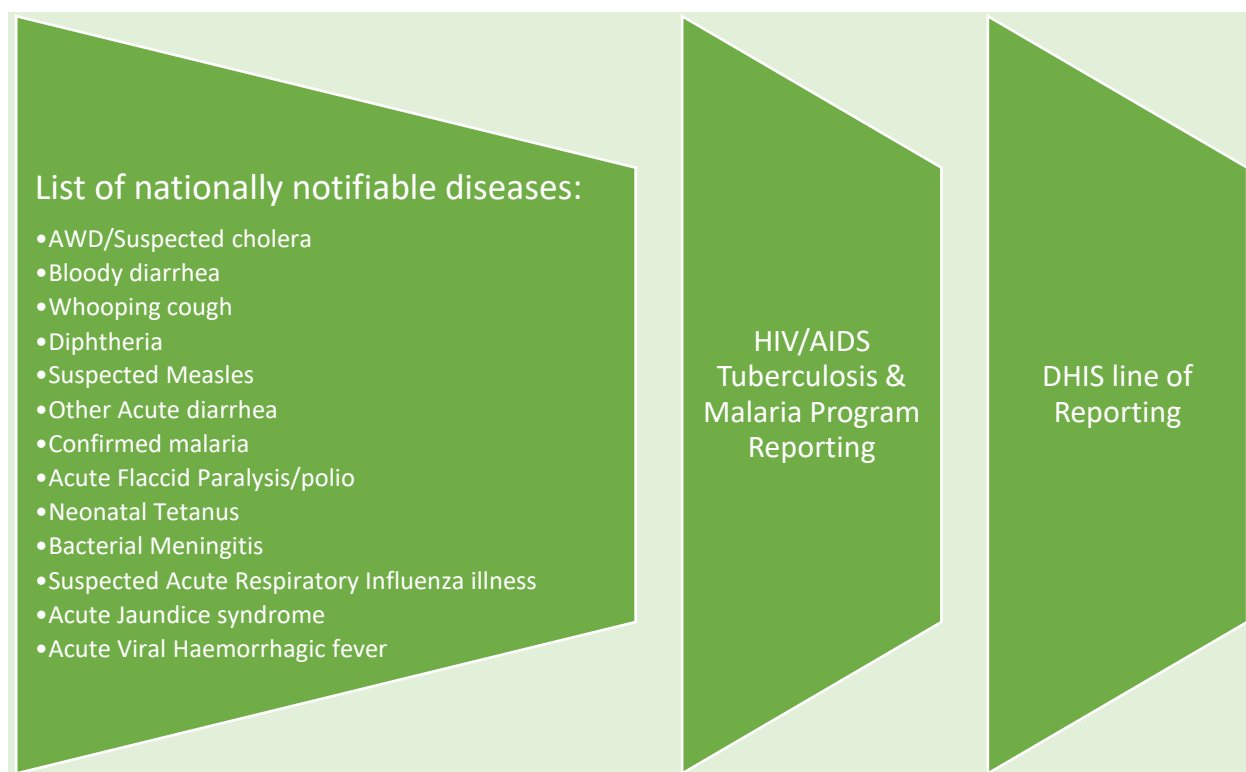 List of nationally notifiable diseases:
•AWD/Suspected cholera
•Bloody diarrhea
•Whooping cough
•Diphtheria
•Suspected Measles
•Other Acute diarrhea
•Confirmed malaria
•Acute Flaccid Paralysis/polio
•Neonatal Tetanus
•Bacterial Meningitis
•Suspected Acute Respiratory Influenza illness
•Acute Jaundice syndrome
•Acute Viral Haemorrhagic fever
HIV/AIDS
Tuberculosis &
Malaria Program
Reporting
DHIS line of
Reporting